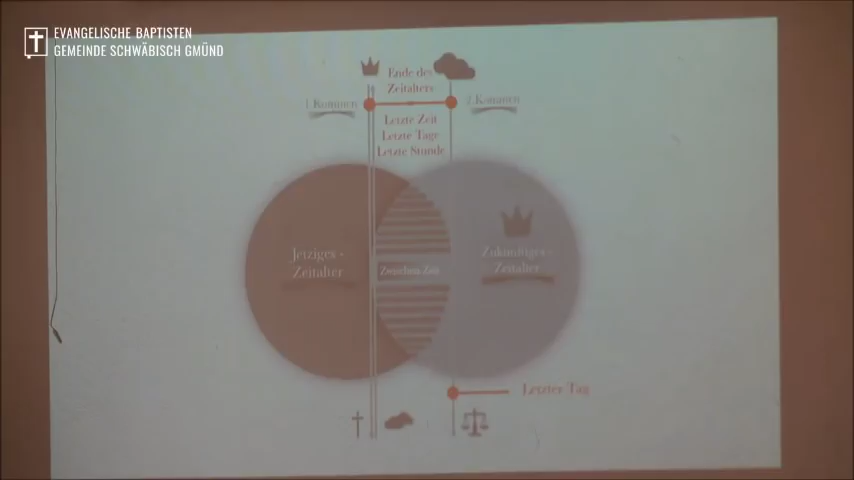 EVANGELISCHE BAPTISTEN
GEMEINDE SCHWÄBISCH GMÜND
Ende des
Zeitalters
1.Kommen
2.Kommen
Letzte Zeit
Letzte Tage
Letzte Stunde
Jetziges-
Zeitalter
Zwischen Zeit
Zukünftiges-
Zeitalter
Letzter Tag